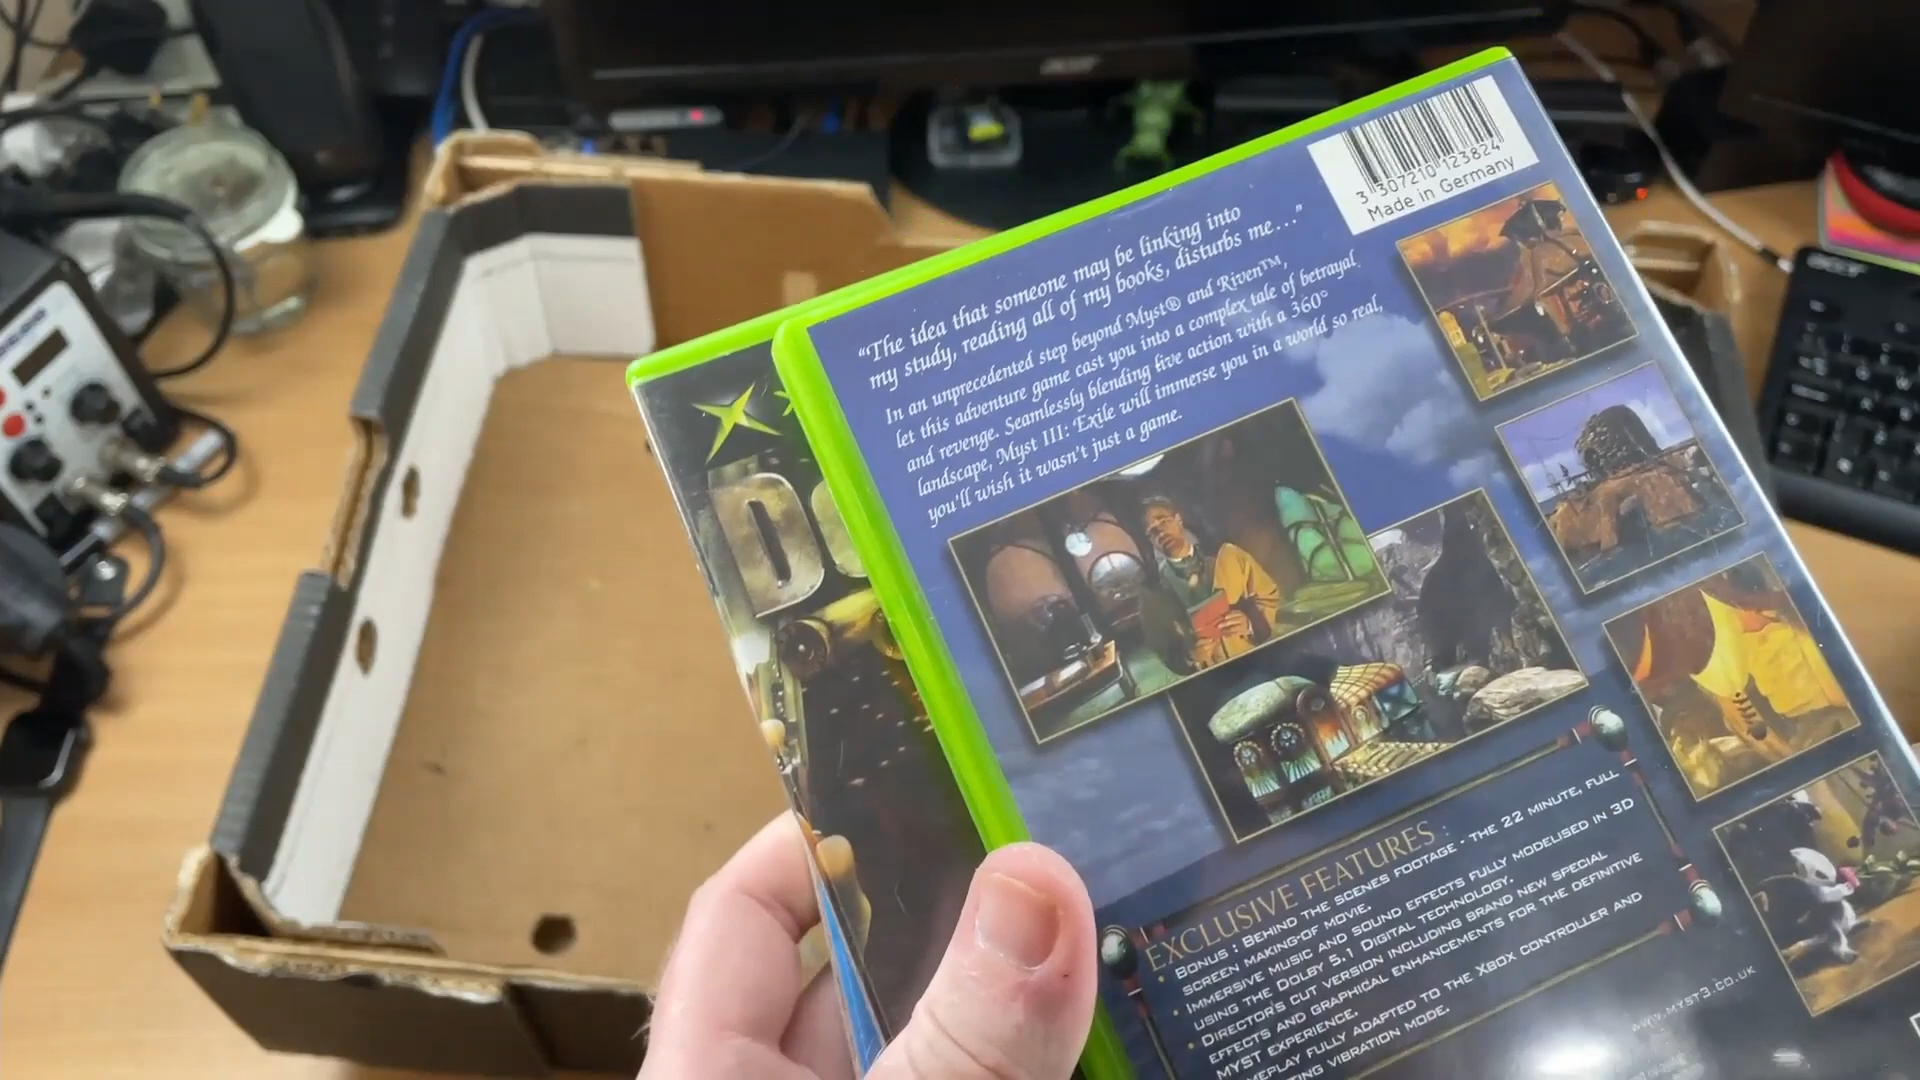 acer
3 307210 123824
Made in Germany
“The idea that someone may be linking into
my study, reading all of my books, disturbs me...”
In an unprecedented step beyond Myst® and Riven™,
let this adventure game cast you into a complex tale of betrayal
and revenge. Seamlessly blending live action with a 360°
landscape, Myst III: Exile will immerse you in a world so real,
you'll wish it wasn't just a game.
EXCLUSIVE FEATURES :
• BONUS : BEHIND THE SCENES FOOTAGE - THE 22 MINUTE, FULL
SCREEN MAKING-OF MOVIE.
• IMMERSIVE MUSIC AND SOUND EFFECTS FULLY MODELISED IN 3D
USING THE DOLBY 5.1 DIGITAL TECHNOLOGY.
• DIRECTOR'S CUT VERSION INCLUDING BRAND NEW SPECIAL
EFFECTS AND GRAPHICAL ENHANCEMENTS FOR THE DEFINITIVE
MYST EXPERIENCE.
MEPLAY FULLY ADAPTED TO THE XBOX CONTROLLER AND
TING VIBRATION MODE.
WWW.MYST3.CO.UK
DO
acer